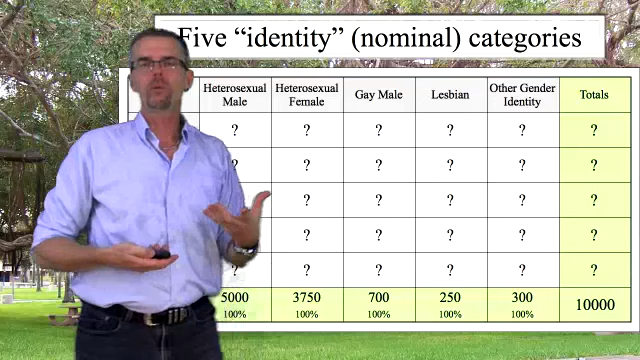 Five “identity” (nominal) categories
Heterosexual Male
Heterosexual Female
Gay Male
Lesbian
Other Gender Identity
Totals
? ? ? ? ? ?
? ? ? ? ? ?
? ? ? ? ?
? ? ? ? ? ?
? ? ? ? ? ?
5000 3750 700 250 300 10000
100% 100% 100% 100% 100%